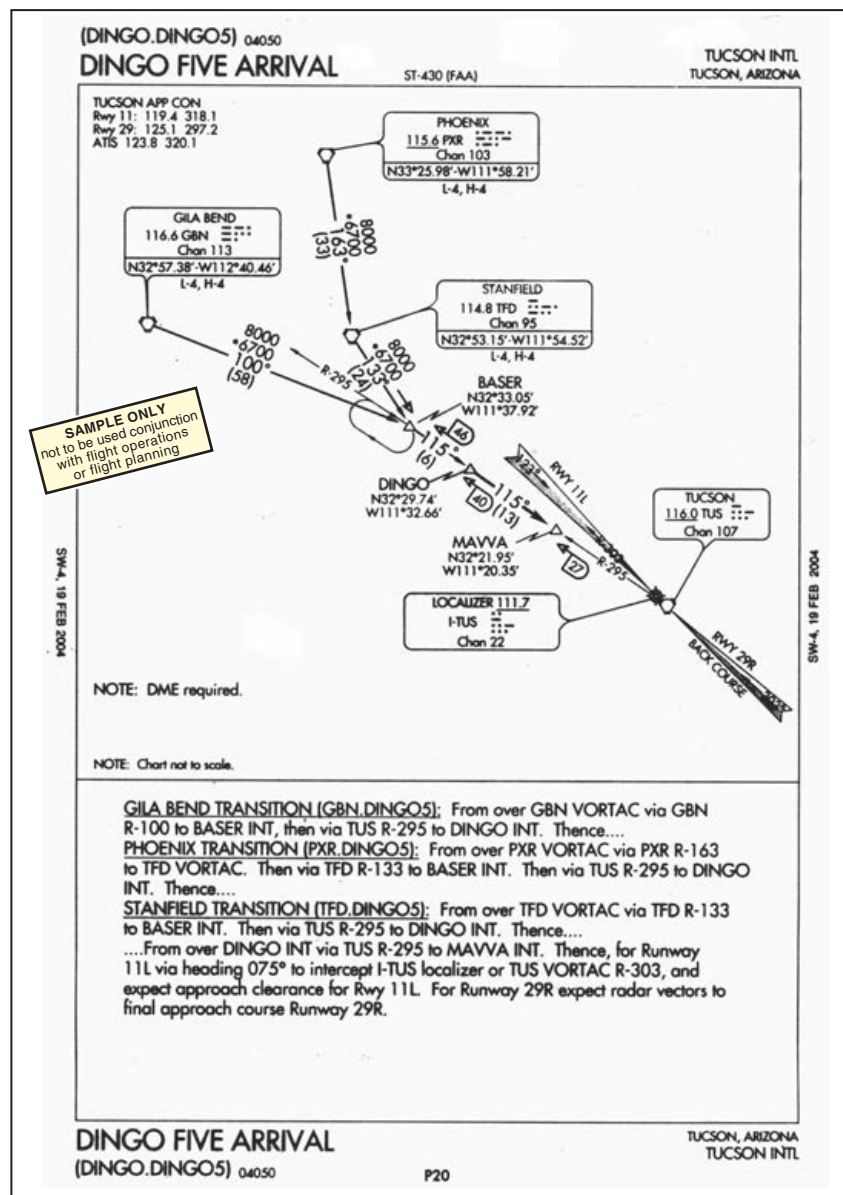 (DINGO.DINGO5) 04050
DINGO FIVE ARRIVAL
ST-430 (FAA)
TUCSON INTL
TUCSON, ARIZONA
TUCSON APP CON
Rwy 11: 119.4 318.1
Rwy 29: 125.1 297.2
ATIS 123.8 320.1
PHOENIX
115.6 PXR
Chan 103
N33°25.98'-W111°58.21'
L-4, H-4
GILA BEND
116.6 GBN
Chan 113
N32°57.38'-W112°40.46'
L-4, H-4
8000
*6700
163°
(33)
STANFIELD
114.8 TFD
Chan 95
N32°53.15'-W111°54.52'
L-4, H-4
8000
*6700
100°
(58)
R-295
8000
*6700
133°
(24)
BASER
N32°33.05'
W111°37.92'
SAMPLE ONLY
not to be used conjunction
with flight operations
or flight planning
46
115°
(6)
DINGO
N32°29.74'
W111°32.66'
40
115°
(13)
123°
RWY 11L
R-303
TUCSON
116.0 TUS
Chan 107
MAVVA
N32°21.95'
W111°20.35'
27
R-295
LOCALIZER 111.7
I-TUS
Chan 22
RWY 29R
BACK COURSE
SW-4, 19 FEB 2004
SW-4, 19 FEB 2004
NOTE: DME required.
NOTE: Chart not to scale.
GILA BEND TRANSITION (GBN.DINGO5): From over GBN VORTAC via GBN
R-100 to BASER INT, then via TUS R-295 to DINGO INT. Thence....
PHOENIX TRANSITION (PXR.DINGO5): From over PXR VORTAC via PXR R-163
to TFD VORTAC. Then via TFD R-133 to BASER INT. Then via TUS R-295 to DINGO
INT. Thence....
STANFIELD TRANSITION (TFD.DINGO5): From over TFD VORTAC via TFD R-133
to BASER INT. Then via TUS R-295 to DINGO INT. Thence....
....From over DINGO INT via TUS R-295 to MAVVA INT. Thence, for Runway
11L via heading 075° to intercept I-TUS localizer or TUS VORTAC R-303, and
expect approach clearance for Rwy 11L. For Runway 29R expect radar vectors to
final approach course Runway 29R.
DINGO FIVE ARRIVAL
(DINGO.DINGO5) 04050
P20
TUCSON, ARIZONA
TUCSON INTL